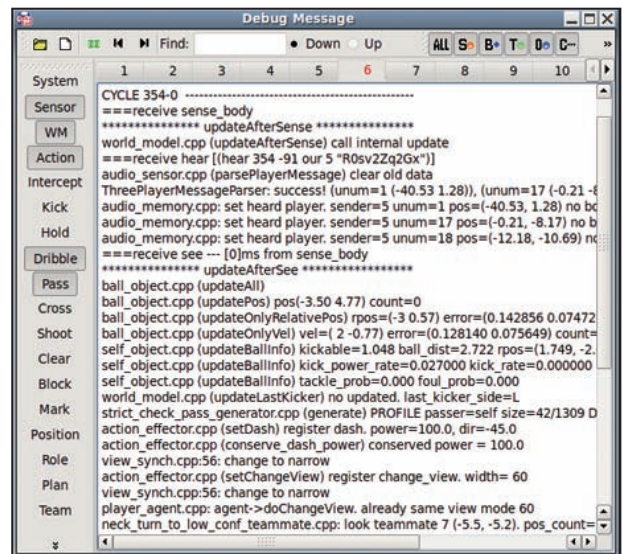 Debug Message
Find: Down Up ALL S B T O C
1 2 3 4 5 6 7 8 9 10
System
Sensor
WM
Action
Intercept
Kick
Hold
Dribble
Pass
Cross
Shoot
Clear
Block
Mark
Position
Role
Plan
Team
CYCLE 354-0 --------------------------------------------------
===receive sense_body
*************** updateAfterSense ***************
world_model.cpp (updateAfterSense) call internal update
===receive hear [(hear 354 -91 our 5 "R0sv2Zq2Gx")]
audio_sensor.cpp (parsePlayerMessage) clear old data
ThreePlayerMessageParser: success! (unum=1 (-40.53 1.28)), (unum=17 (-0.21 -8
audio_memory.cpp: set heard player. sender=5 unum=1 pos=(-40.53, 1.28) no bo
audio_memory.cpp: set heard player. sender=5 unum=17 pos=(-0.21, -8.17) no b
audio_memory.cpp: set heard player. sender=5 unum=18 pos=(-12.18, -10.69) no
===receive see --- [0]ms from sense_body
*************** updateAfterSee *****************
ball_object.cpp (updateAll)
ball_object.cpp (updatePos) pos(-3.50 4.77) count=0
ball_object.cpp (updateOnlyRelativePos) rpos=(-3 0.57) error=(0.142856 0.07472
ball_object.cpp (updateOnlyVel) vel=( 2 -0.77) error=(0.128140 0.075649) count=
self_object.cpp (updateBallInfo) kickable=1.048 ball_dist=2.722 rpos=(1.749, -2.
self_object.cpp (updateBallInfo) kick_power_rate=0.027000 kick_rate=0.000000
self_object.cpp (updateBallInfo) tackle_prob=0.000 foul_prob=0.000
world_model.cpp (updateLastKicker) no updated. last_kicker_side=L
strict_check_pass_generator.cpp (generate) PROFILE passer=self size=42/1309 D
action_effector.cpp (setDash) register dash. power=100.0, dir=-45.0
action_effector.cpp (conserve_dash_power) conserved power = 100.0
view_synch.cpp:56: change to narrow
action_effector.cpp (setChangeView) register change_view. width= 60
view_synch.cpp:56: change to narrow
player_agent.cpp: agent->doChangeView. already same view mode 60
neck_turn_to_low_conf_teammate.cpp: look teammate 7 (-5.5, -5.2). pos_count=